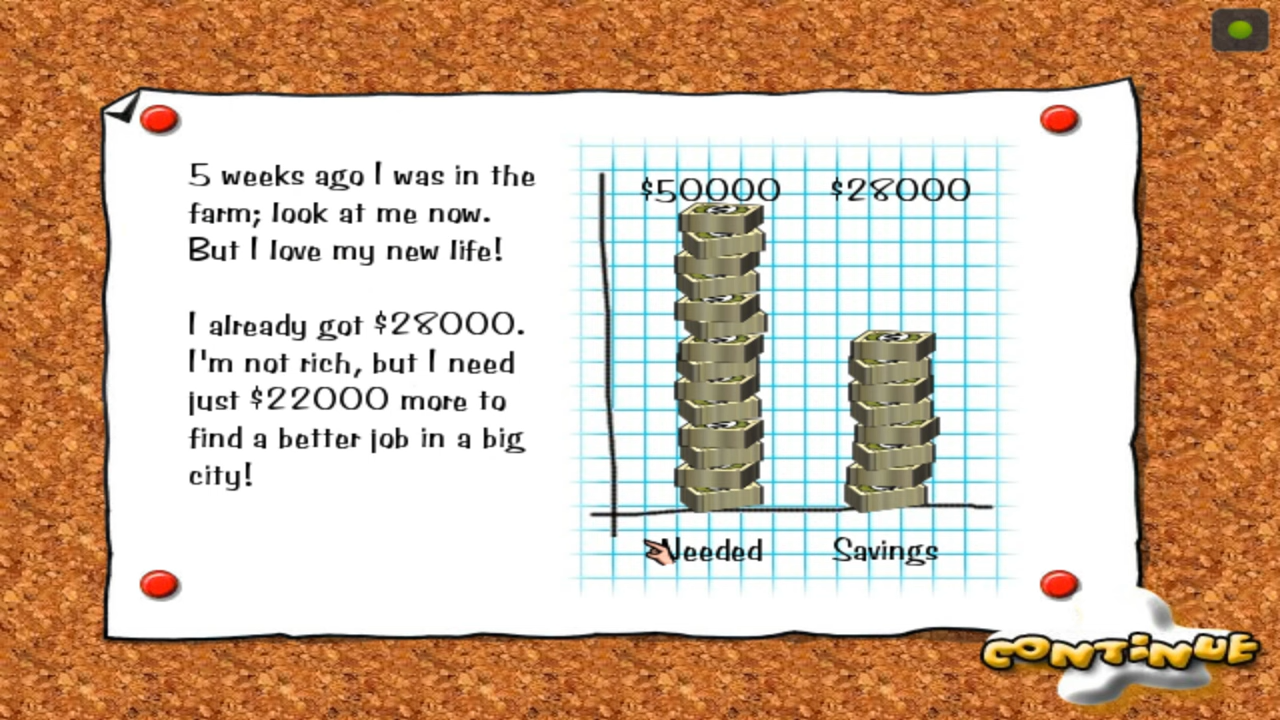 5 weeks ago I was in the
farm; look at me now.
But I love my new life!
I already got $28000.
I'm not rich, but I need
just $22000 more to
find a better job in a big
city!
$50000 $28000
Needed Savings
CONTINUE